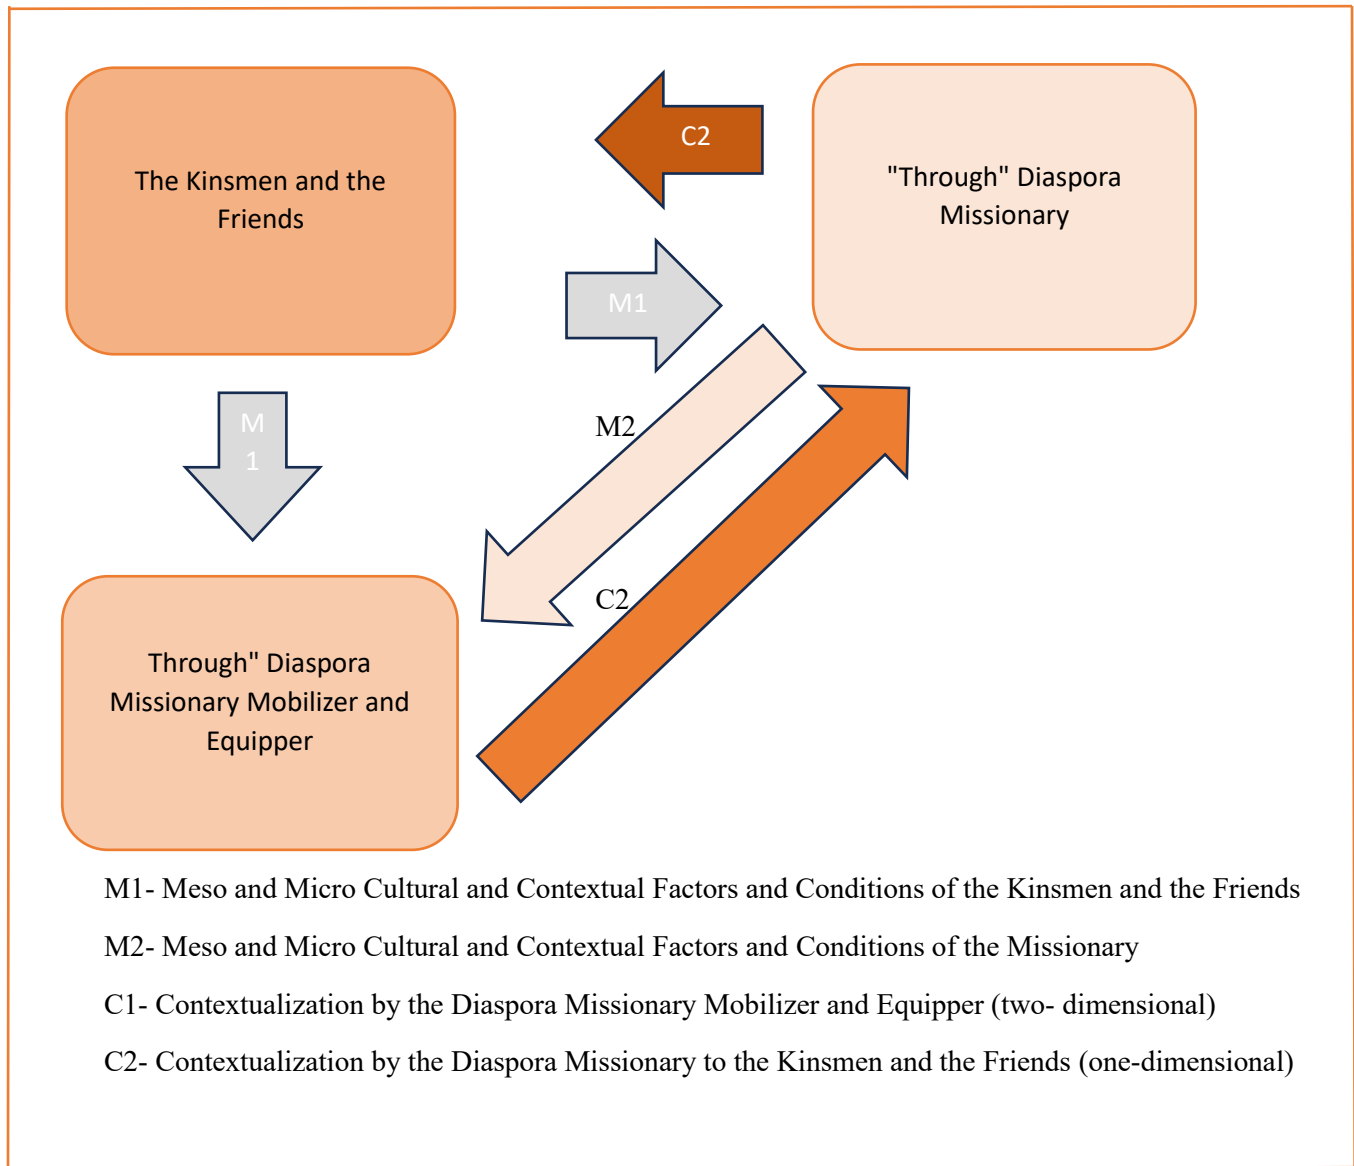 The Kinsmen and the
Friends
C2
"Through" Diaspora
Missionary
M1
M
1
M2
C2
Through" Diaspora
Missionary Mobilizer and
Equipper
M1- Meso and Micro Cultural and Contextual Factors and Conditions of the Kinsmen and the Friends
M2- Meso and Micro Cultural and Contextual Factors and Conditions of the Missionary
C1- Contextualization by the Diaspora Missionary Mobilizer and Equipper (two- dimensional)
C2- Contextualization by the Diaspora Missionary to the Kinsmen and the Friends (one-dimensional)